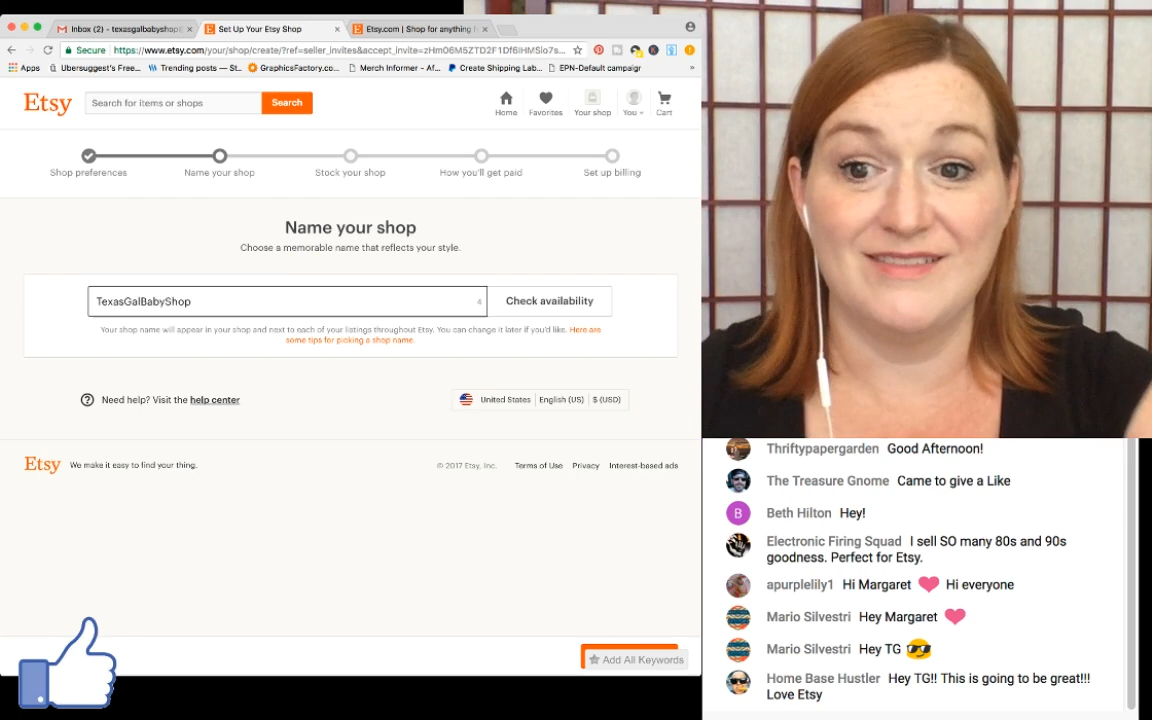 Inbox (2) - texasgalbabyshop
Set Up Your Etsy Shop
Etsy.com | Shop for anything f
Secure
https://www.etsy.com/your/shop/create/?ref=seller_invites&accept_invite=zHm06M5ZTD2F1Df6IHMSio7s...
Apps
Ubersuggest's Free...
Trending posts — St...
GraphicsFactory.co...
Merch Informer - Af...
Create Shipping Lab...
EPN-Default campaigr
»
Etsy
Search for items or shops
Search
Home
Favorites
Your shop
You
Cart
Shop preferences
Name your shop
Stock your shop
How you'll get paid
Set up billing
Name your shop
Choose a memorable name that reflects your style.
TexasGalBabyShop
4
Check availability
Your shop name will appear in your shop and next to each of your listings throughout Etsy. You can change it later if you'd like. Here are
some tips for picking a shop name.
Need help? Visit the help center
United States
English (US)
$ (USD)
Etsy
We make it easy to find your thing.
© 2017 Etsy, Inc.
Terms of Use
Privacy
Interest-based ads
Add All Keywords
Thriftypapergarden Good Afternoon!
The Treasure Gnome Came to give a Like
B
Beth Hilton Hey!
Electronic Firing Squad I sell SO many 80s and 90s
goodness. Perfect for Etsy.
apurplelily1 Hi Margaret Hi everyone
Mario Silvestri Hey Margaret
Mario Silvestri Hey TG
Home Base Hustler Hey TG!! This is going to be great!!!
Love Etsy